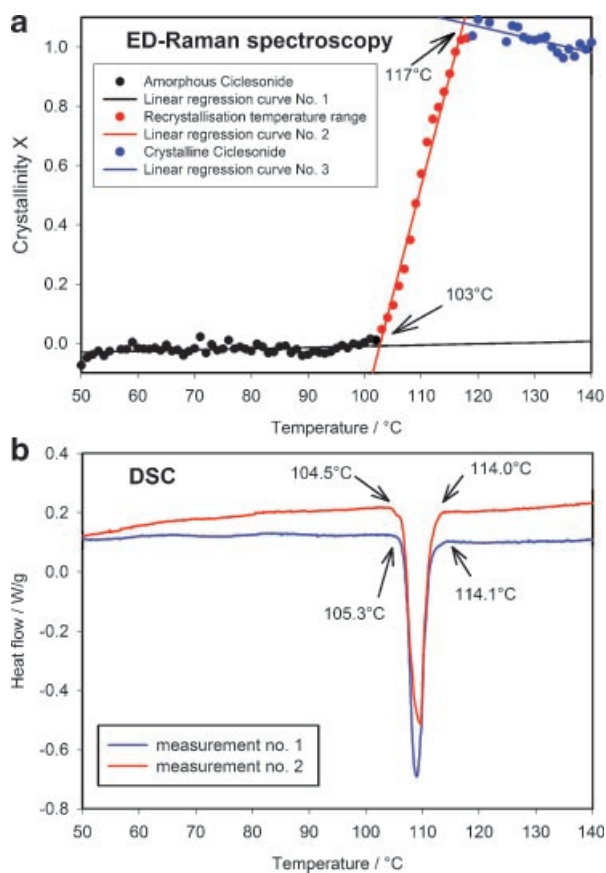 a
ED-Raman spectroscopy
Amorphous Ciclesonide
Linear regression curve No. 1
Recrystallisation temperature range
Linear regression curve No. 2
Crystalline Ciclesonide
Linear regression curve No. 3
117°C
103°C
Crystallinity X
1.0
0.8
0.6
0.4
0.2
0.0
50 60 70 80 90 100 110 120 130 140
Temperature / °C
b
DSC
104.5°C
114.0°C
105.3°C
114.1°C
Heat flow / W/g
0.4
0.2
0.0
-0.2
-0.4
-0.6
-0.8
measurement no. 1
measurement no. 2
50 60 70 80 90 100 110 120 130 140
Temperature / °C